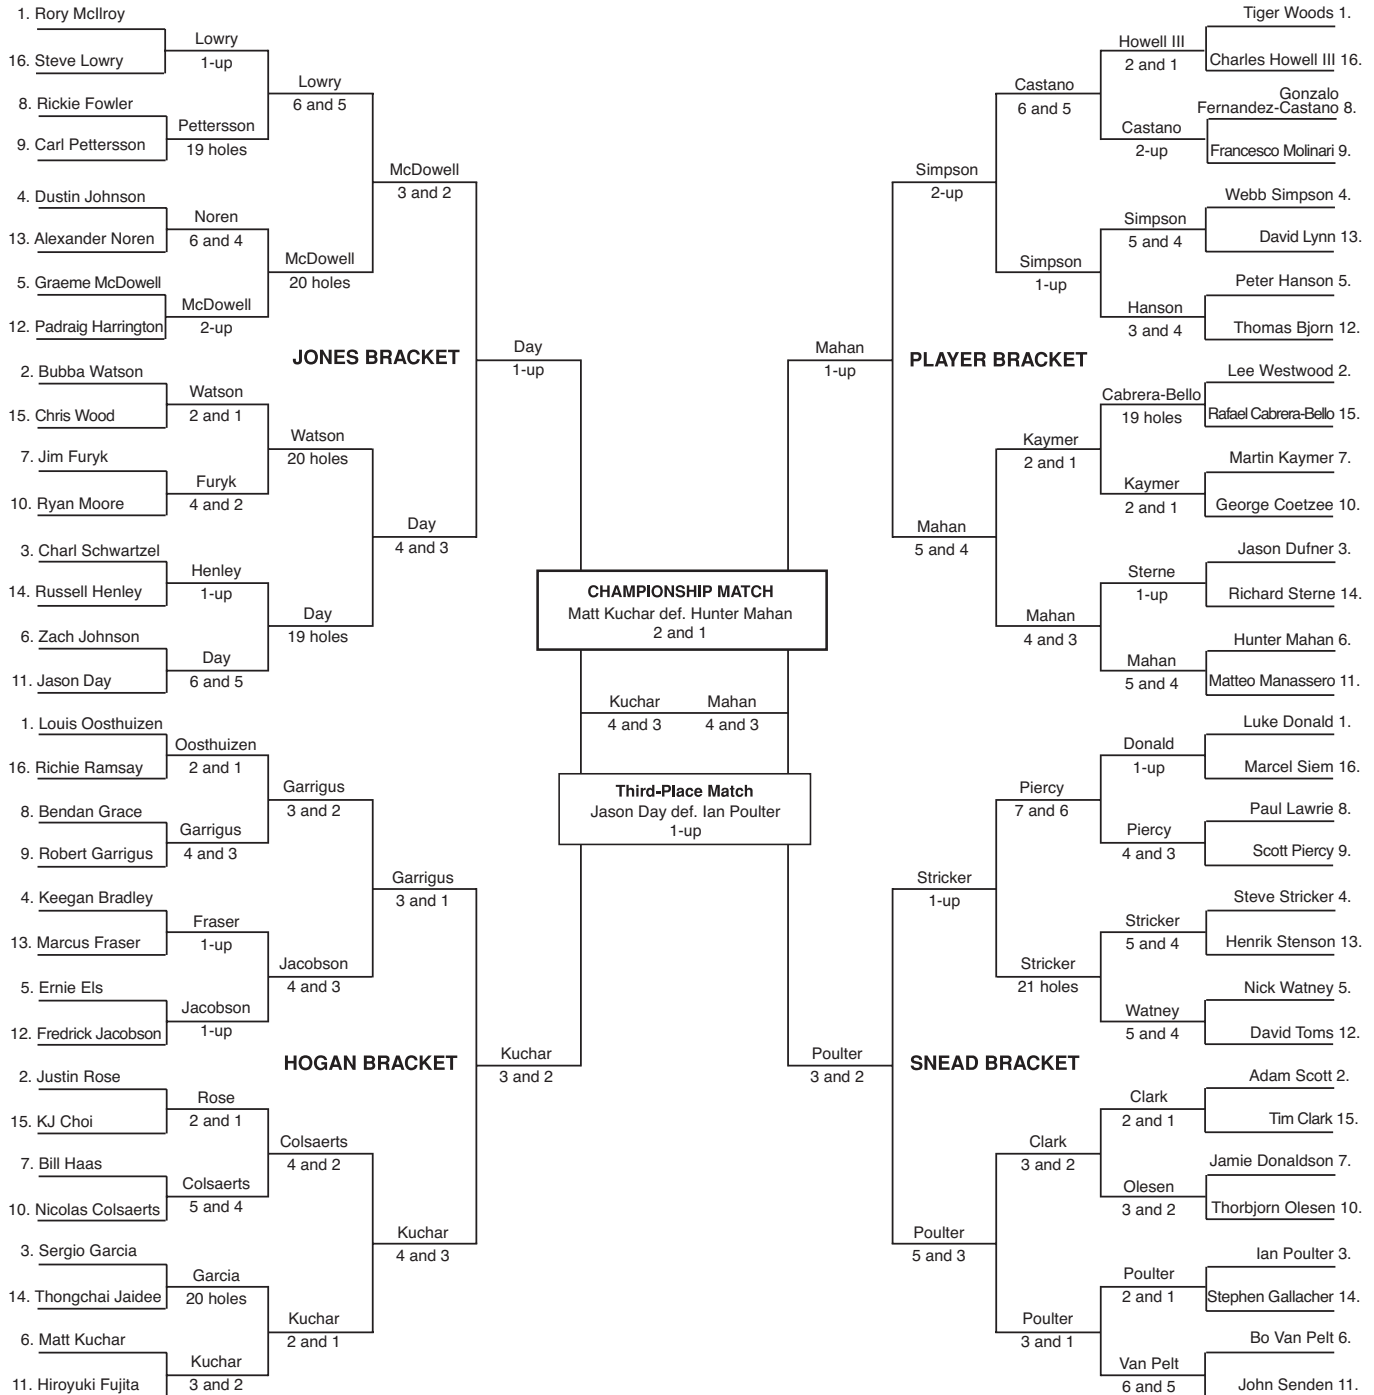 1. Rory McIlroy
16. Steve Lowry
8. Rickie Fowler
9. Carl Pettersson
4. Dustin Johnson
13. Alexander Noren
5. Graeme McDowell
12. Padraig Harrington
2. Bubba Watson
15. Chris Wood
7. Jim Furyk
10. Ryan Moore
3. Charl Schwartzel
14. Russell Henley
6. Zach Johnson
11. Jason Day
Lowry
1-up
Pettersson
19 holes
Noren
6 and 4
McDowell
2-up
Watson
2 and 1
Furyk
4 and 2
Henley
1-up
Day
6 and 5
Lowry
6 and 5
McDowell
20 holes
Watson
20 holes
Day
19 holes
McDowell
3 and 2
Day
4 and 3
JONES BRACKET
Day
1-up
1. Louis Oosthuizen
16. Richie Ramsay
8. Bendan Grace
9. Robert Garrigus
4. Keegan Bradley
13. Marcus Fraser
5. Ernie Els
12. Fredrick Jacobson
2. Justin Rose
15. KJ Choi
7. Bill Haas
10. Nicolas Colsaerts
3. Sergio Garcia
14. Thongchai Jaidee
6. Matt Kuchar
11. Hiroyuki Fujita
Oosthuizen
2 and 1
Garrigus
4 and 3
Fraser
1-up
Jacobson
1-up
Rose
2 and 1
Colsaerts
5 and 4
Garcia
20 holes
Kuchar
3 and 2
Garrigus
3 and 2
Jacobson
4 and 3
Colsaerts
4 and 2
Kuchar
2 and 1
Garrigus
3 and 1
Kuchar
4 and 3
HOGAN BRACKET
Kuchar
3 and 2
CHAMPIONSHIP MATCH
Matt Kuchar def. Hunter Mahan
2 and 1
Kuchar
4 and 3
Mahan
4 and 3
Third-Place Match
Jason Day def. Ian Poulter
1-up
Mahan
1-up
PLAYER BRACKET
Simpson
2-up
Mahan
5 and 4
Castano
6 and 5
Simpson
1-up
Kaymer
2 and 1
Mahan
4 and 3
Howell III
2 and 1
Castano
2-up
Simpson
5 and 4
Hanson
3 and 4
Cabrera-Bello
19 holes
Kaymer
2 and 1
Sterne
1-up
Mahan
5 and 4
Tiger Woods 1.
Charles Howell III 16.
Gonzalo
Fernandez-Castano 8.
Francesco Molinari 9.
Webb Simpson 4.
David Lynn 13.
Peter Hanson 5.
Thomas Bjorn 12.
Lee Westwood 2.
Rafael Cabrera-Bello 15.
Martin Kaymer 7.
George Coetzee 10.
Jason Dufner 3.
Richard Sterne 14.
Hunter Mahan 6.
Matteo Manassero 11.
Poulter
3 and 2
SNEAD BRACKET
Stricker
1-up
Poulter
5 and 3
Piercy
7 and 6
Stricker
21 holes
Clark
3 and 2
Poulter
3 and 1
Donald
1-up
Piercy
4 and 3
Stricker
5 and 4
Watney
5 and 4
Clark
2 and 1
Olesen
3 and 2
Poulter
2 and 1
Van Pelt
6 and 5
Luke Donald 1.
Marcel Siem 16.
Paul Lawrie 8.
Scott Piercy 9.
Steve Stricker 4.
Henrik Stenson 13.
Nick Watney 5.
David Toms 12.
Adam Scott 2.
Tim Clark 15.
Jamie Donaldson 7.
Thorbjorn Olesen 10.
Ian Poulter 3.
Stephen Gallacher 14.
Bo Van Pelt 6.
John Senden 11.